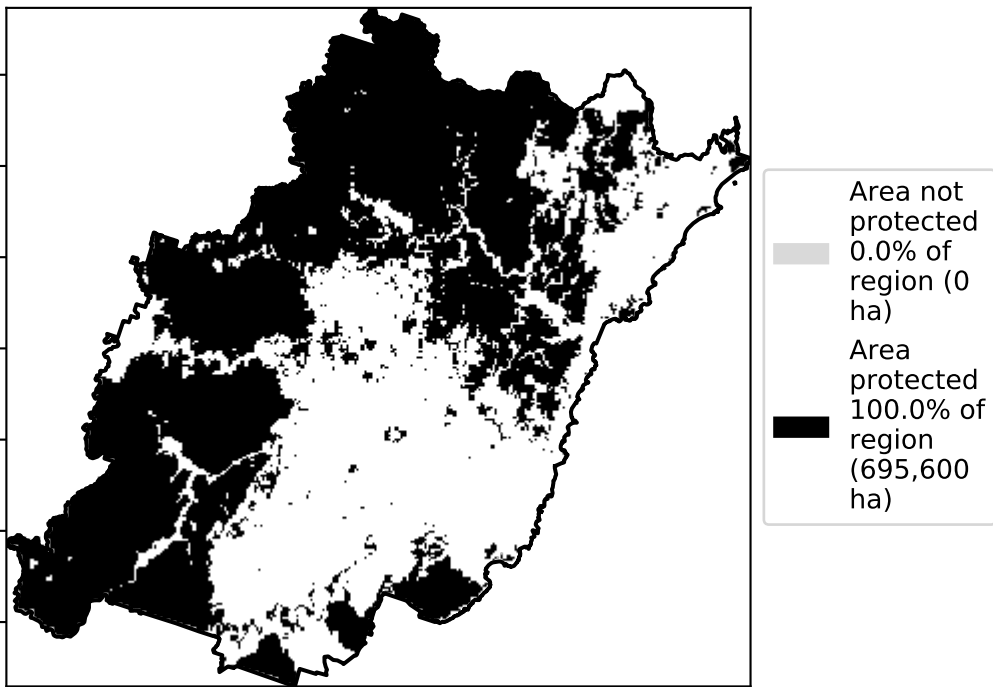 Area not
protected
0.0% of
region (0
ha)
Area
protected
100.0% of
region
(695,600
ha)